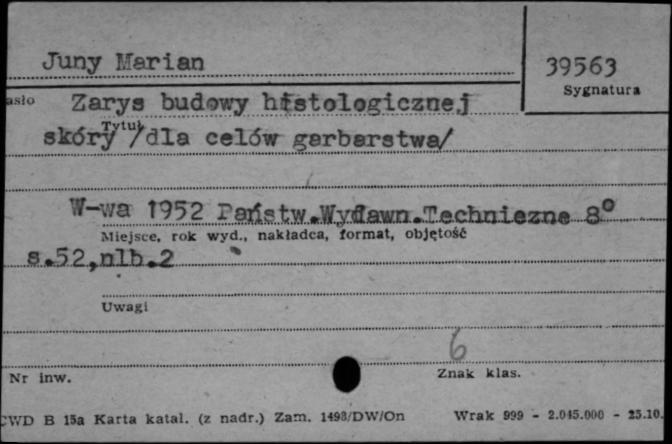 Juny Marian
39563
Sygnatura
asło
Zarys budowy histologicznej
Tytuł
skóry /dla celów garbarstwa/
W-wa 1952 Państw.Wydawn.Techniczne 8°
Miejsce, rok wyd., nakładca, format, objętość
s.52,nlb.2
Uwagi
6
Nr inw.
Znak klas.
CWD B 15a Karta katal. (z nadr.) Zam. 1493/DW/On Wrak 999 - 2.045.000 - 25.10.